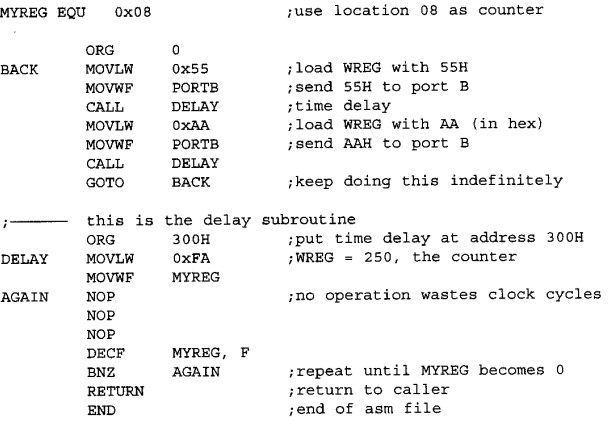 MYREG EQU 0x08 ;use location 08 as counter
ORG 0
BACK MOVLW 0x55 ;load WREG with 55H
MOVWF PORTB ;send 55H to port B
CALL DELAY ;time delay
MOVLW 0xAA ;load WREG with AA (in hex)
MOVWF PORTB ;send AAH to port B
CALL DELAY
GOTO BACK ;keep doing this indefinitely
;—— this is the delay subroutine
ORG 300H ;put time delay at address 300H
DELAY MOVLW 0xFA ;WREG = 250, the counter
MOVWF MYREG
AGAIN NOP ;no operation wastes clock cycles
NOP
NOP
DECF MYREG, F
BNZ AGAIN ;repeat until MYREG becomes 0
RETURN ;return to caller
END ;end of asm file